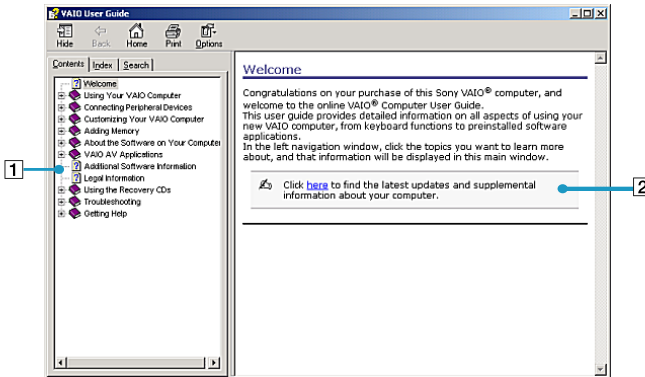 VAIO User Guide
Hide Back Home Print Options
Contents Index Search
Welcome
Using Your VAIO Computer
Connecting Peripheral Devices
Customizing Your VAIO Computer
Adding Memory
About the Software on Your Computer
VAIO AV Applications
Additional Software Information
Legal Information
Using the Recovery CDs
Troubleshooting
Getting Help
1
Welcome
Congratulations on your purchase of this Sony VAIO® computer, and
welcome to the online VAIO® Computer User Guide.
This user guide provides detailed information on all aspects of using your
new VAIO computer, from keyboard functions to preinstalled software
applications.
In the left navigation window, click the topics you want to learn more
about, and that information will be displayed in this main window.
Click here to find the latest updates and supplemental
information about your computer.
2